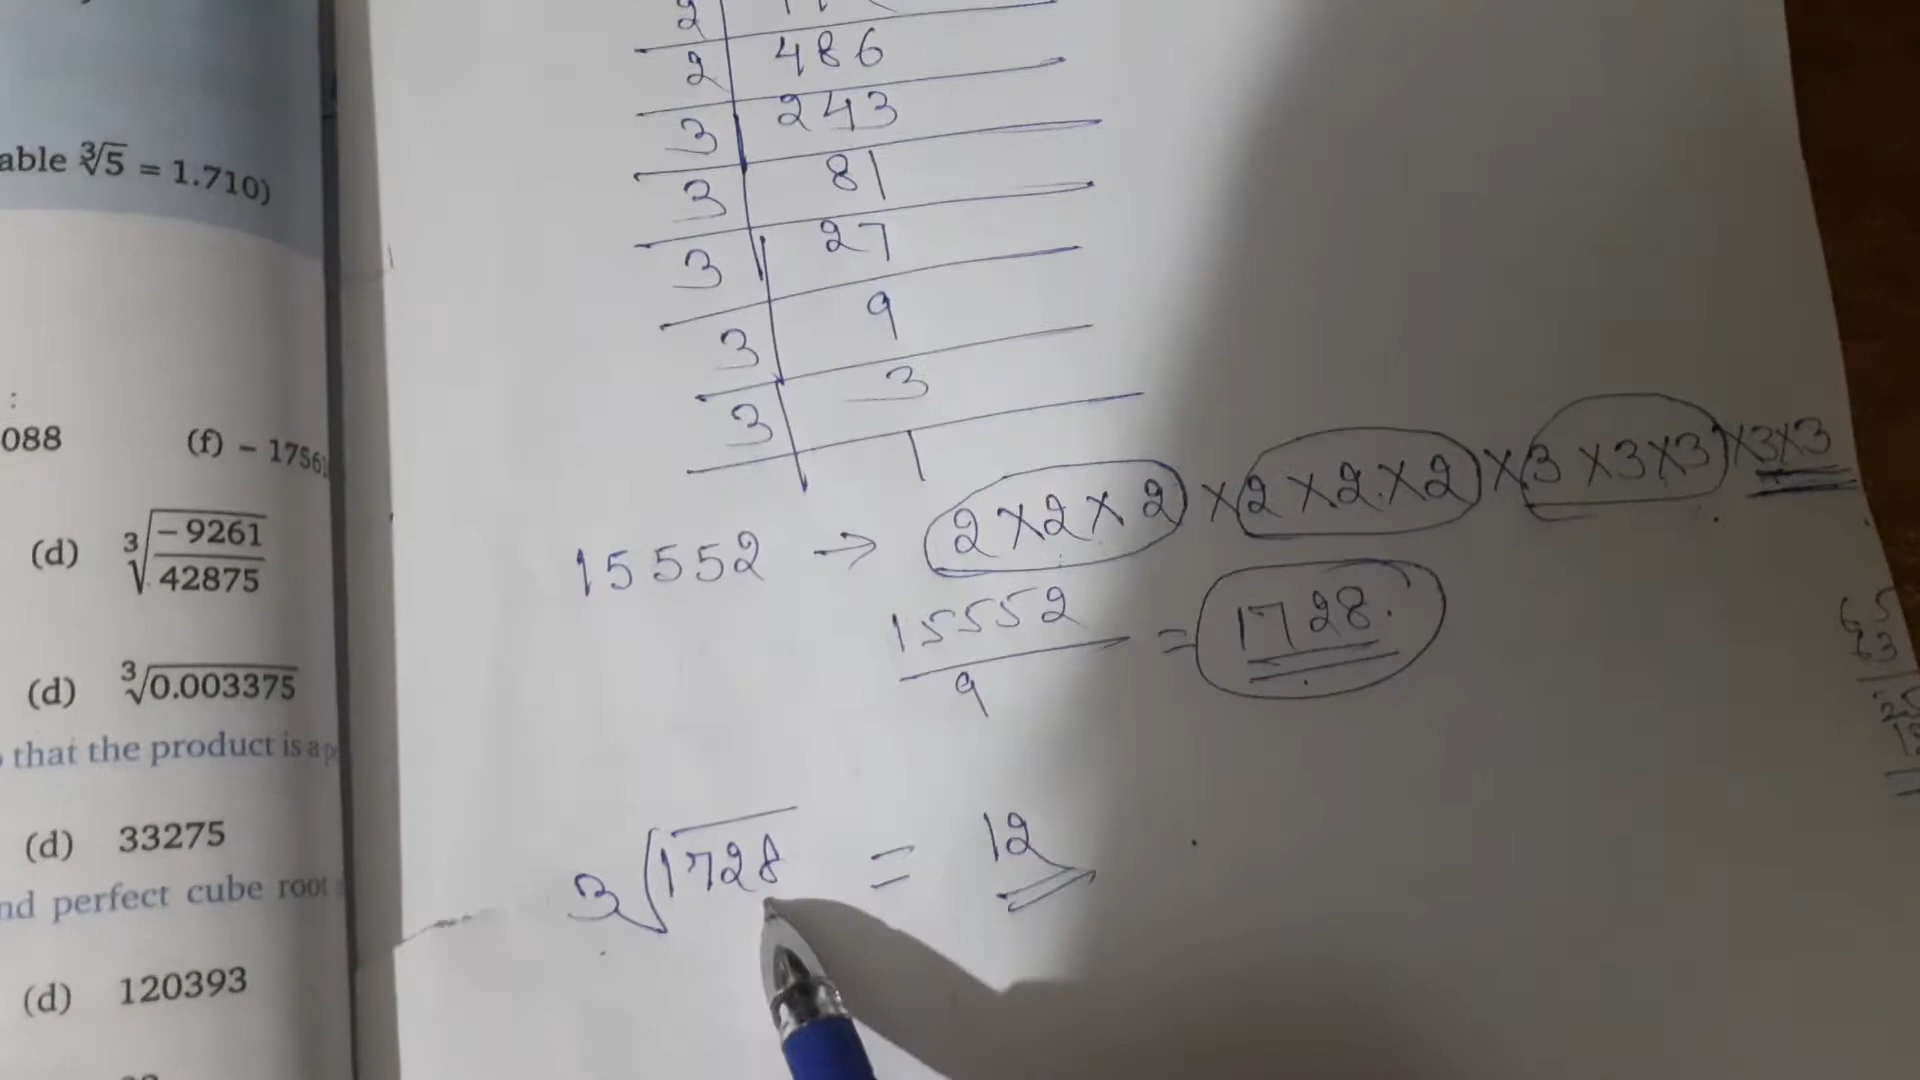 able ∛5 = 1.710)
:
088 (f) – 1756
(d) ∛(–9261/42875)
(d) ∛0.003375
that the product is a
(d) 33275
nd perfect cube root
(d) 120393
2
2 486
3 243
3 81
3 27
3 9
3 3
1
15552 → 2×2×2×2×2×2×3×3×3×3×3
15552/9 = 1728.
3√1728 = 12